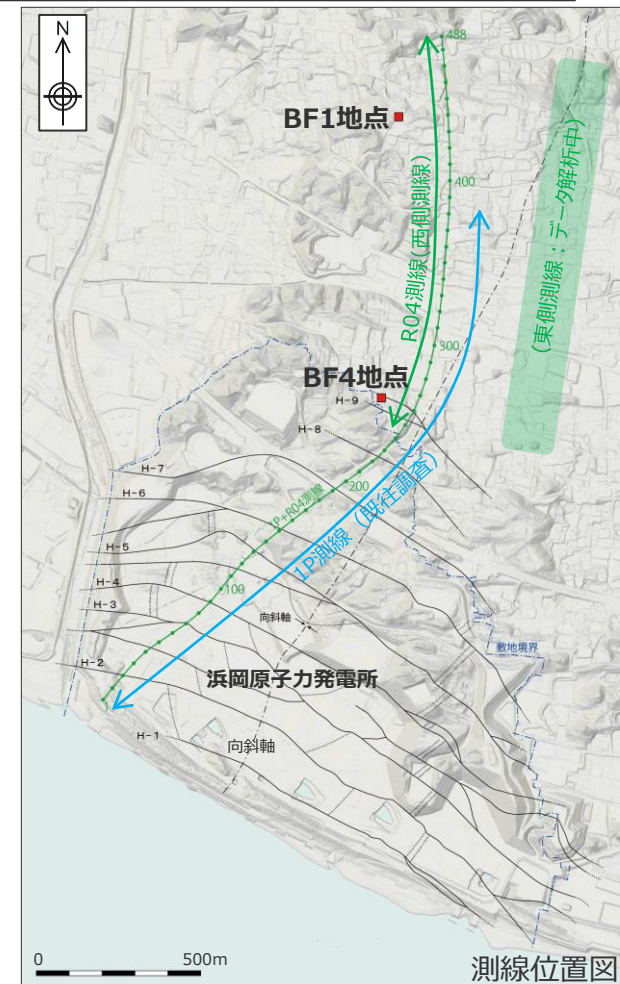 N
488
BF1地点
400
R04測線(西側測線)
(東側測線:データ解析中)
300
BF4地点
H-9
H-8
H-7
200
H-6
1P+R04測線
1P測線(既往調査)
H-5
H-4
100
H-3
向斜軸
敷地境界
H-2
浜岡原子力発電所
H-1
向斜軸
0
500m
測線位置図